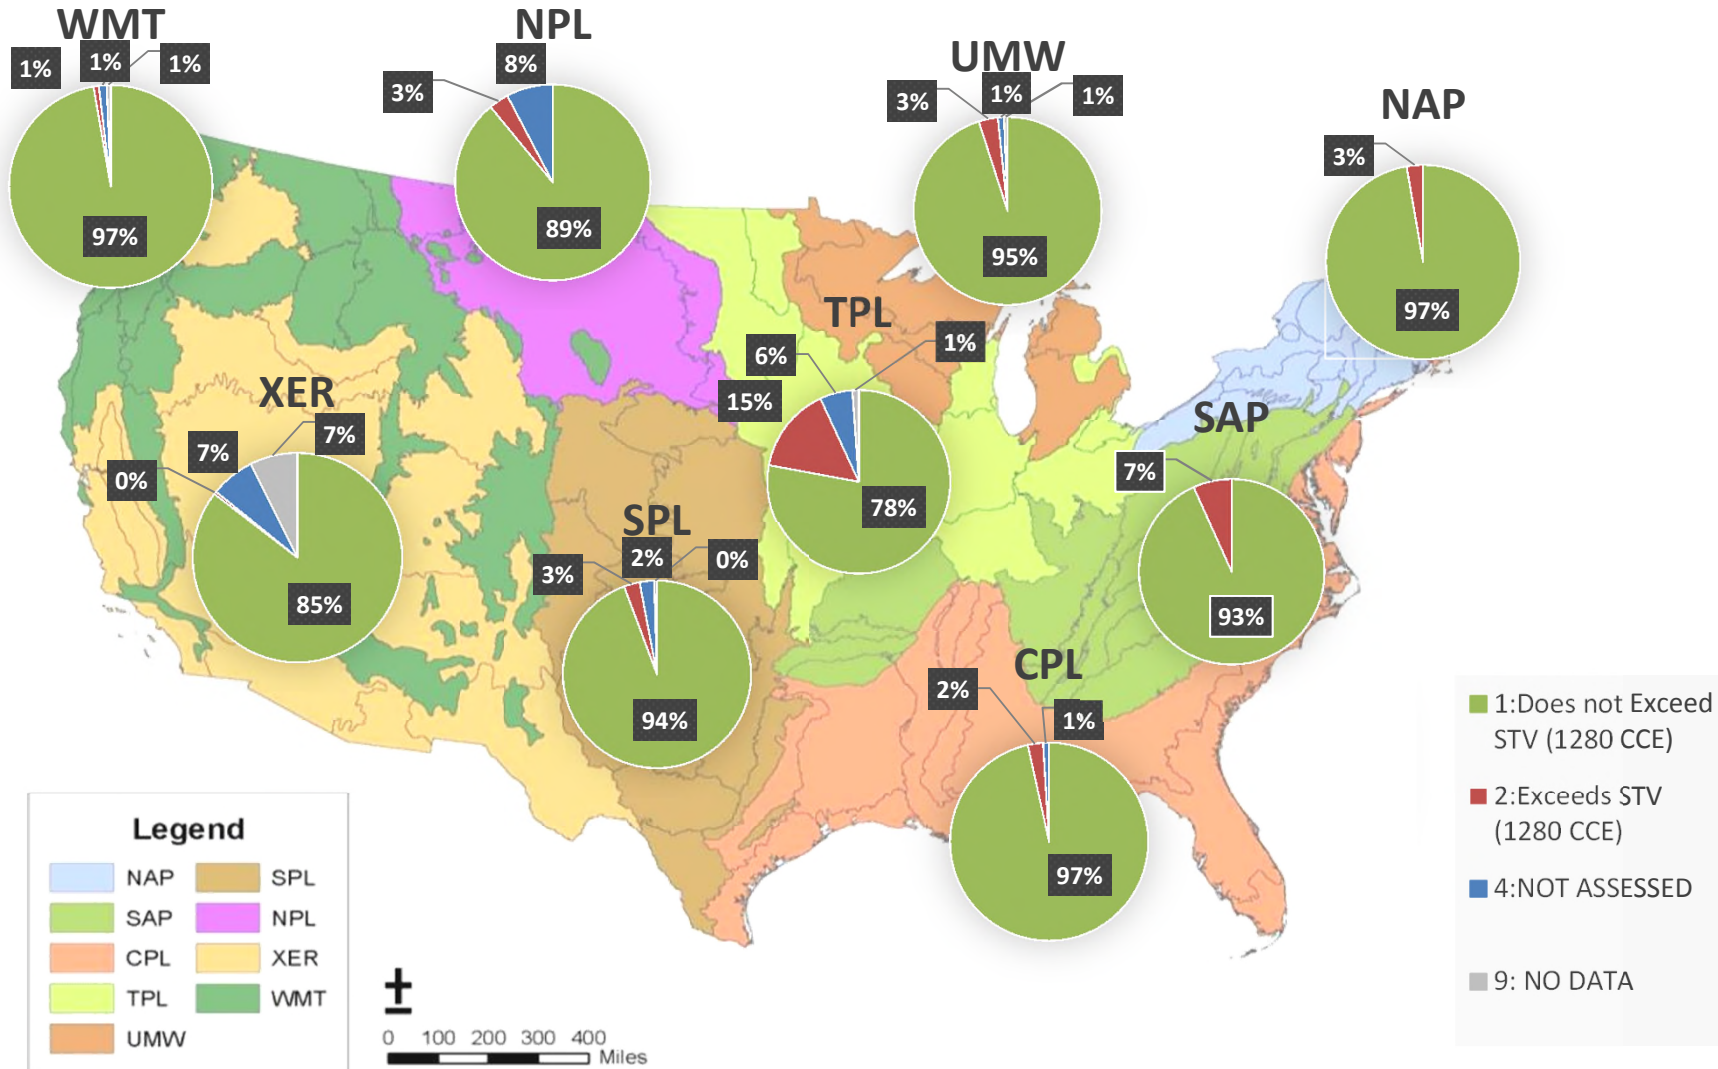 WMT
1%
1%
1%
97%
NPL
3%
8%
89%
UMW
3%
1%
1%
95%
NAP
3%
97%
XER
0%
7%
7%
85%
TPL
15%
6%
1%
78%
SPL
3%
2%
0%
94%
SAP
7%
93%
CPL
2%
1%
97%
Legend
NAP
SAP
CPL
TPL
UMW
SPL
NPL
XER
WMT
0 100 200 300 400
Miles
1:Does not Exceed
STV (1280 CCE)
2:Exceeds STV
(1280 CCE)
4:NOT ASSESSED
9: NO DATA